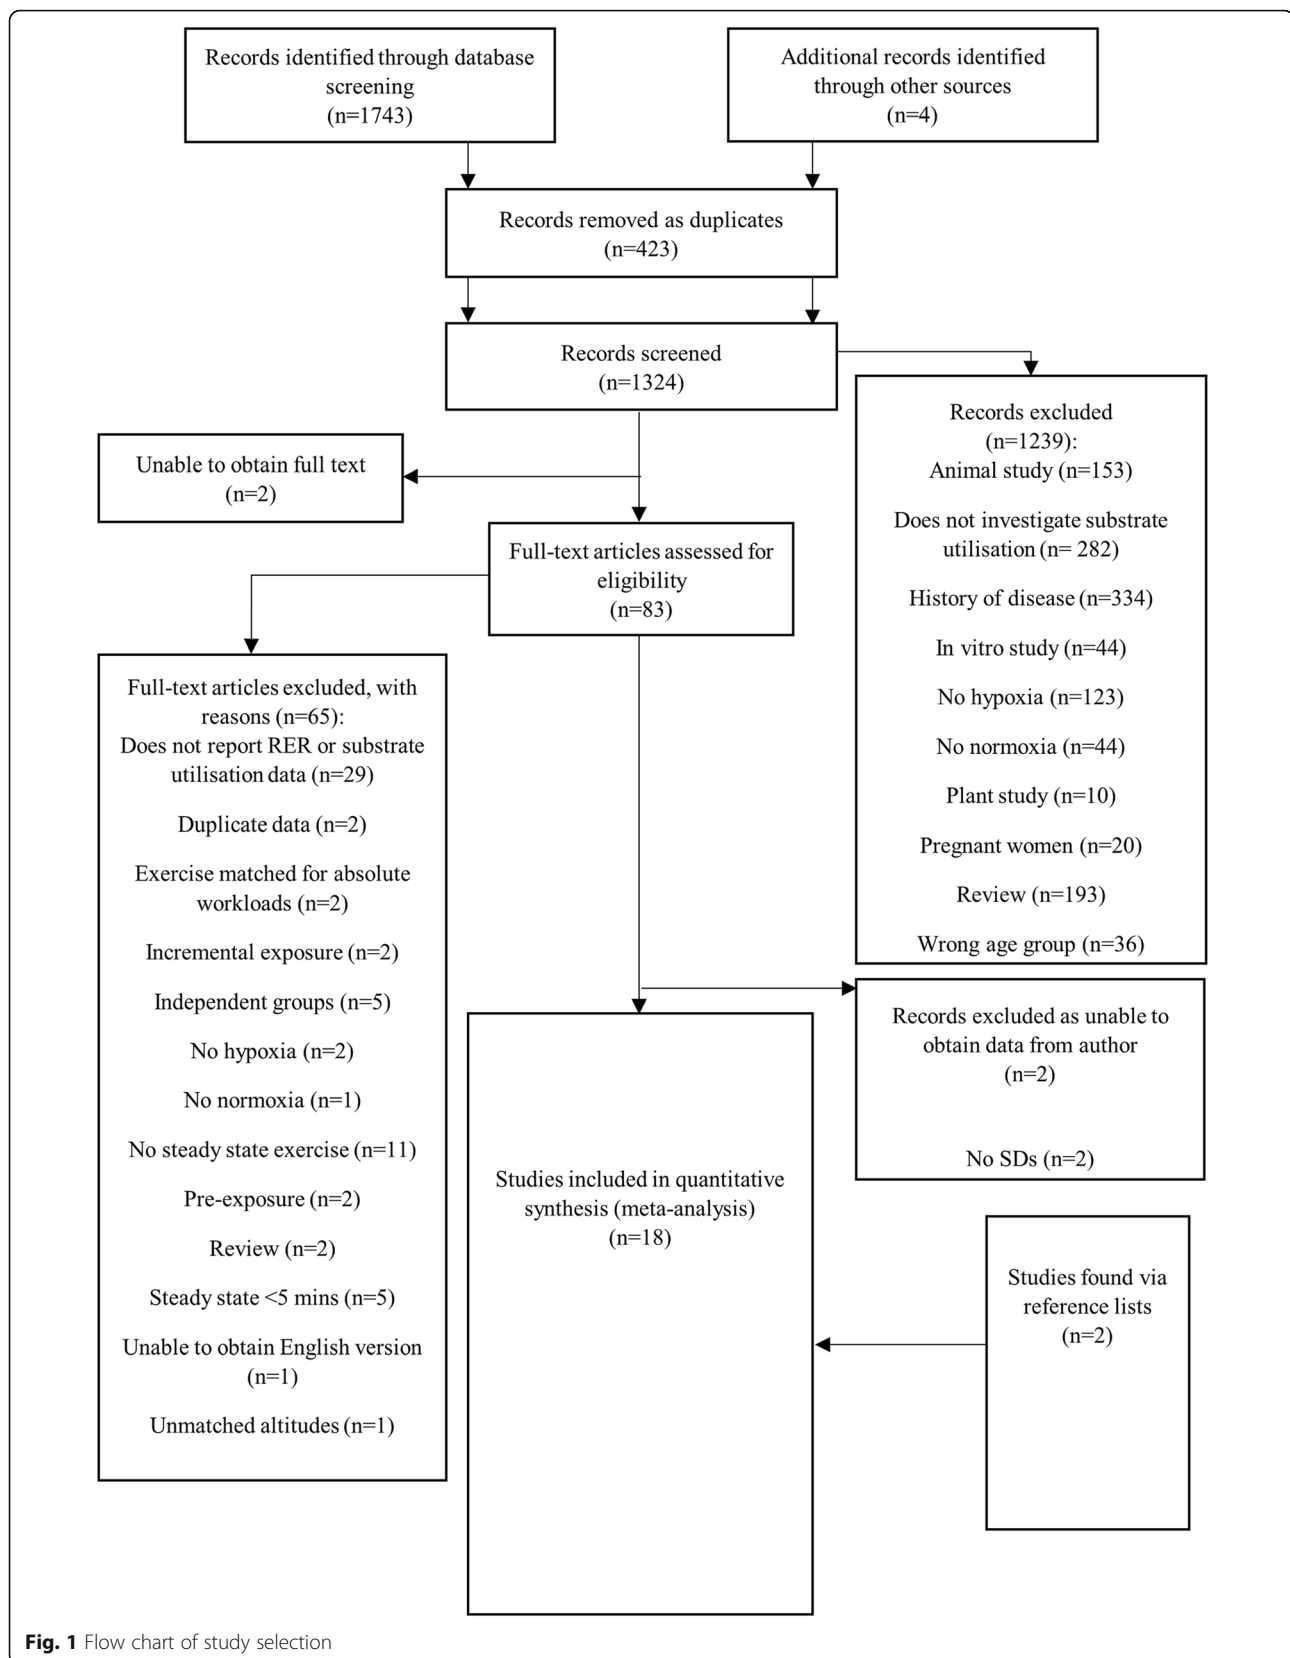 Records identified through database
screening
(n=1743)
Additional records identified
through other sources
(n=4)
Records removed as duplicates
(n=423)
Records screened
(n=1324)
Records excluded
(n=1239):
Animal study (n=153)
Does not investigate substrate
utilisation (n= 282)
History of disease (n=334)
In vitro study (n=44)
No hypoxia (n=123)
No normoxia (n=44)
Plant study (n=10)
Pregnant women (n=20)
Review (n=193)
Wrong age group (n=36)
Unable to obtain full text
(n=2)
Full-text articles assessed for
eligibility
(n=83)
Full-text articles excluded, with
reasons (n=65):
Does not report RER or substrate
utilisation data (n=29)
Duplicate data (n=2)
Exercise matched for absolute
workloads (n=2)
Incremental exposure (n=2)
Independent groups (n=5)
No hypoxia (n=2)
No normoxia (n=1)
No steady state exercise (n=11)
Pre-exposure (n=2)
Review (n=2)
Steady state <5 mins (n=5)
Unable to obtain English version
(n=1)
Unmatched altitudes (n=1)
Records excluded as unable to
obtain data from author
(n=2)
No SDs (n=2)
Studies included in quantitative
synthesis (meta-analysis)
(n=18)
Studies found via
reference lists
(n=2)
Fig. 1 Flow chart of study selection